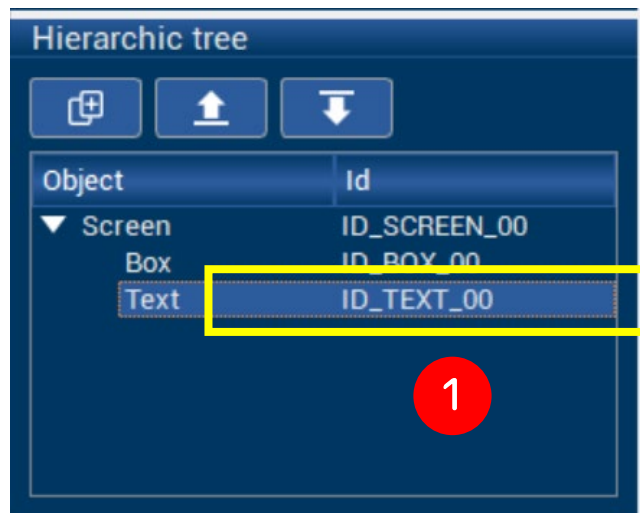 Hierarchic tree
Object Id
Screen ID_SCREEN_00
Box ID_BOX_00
Text ID_TEXT_00
1